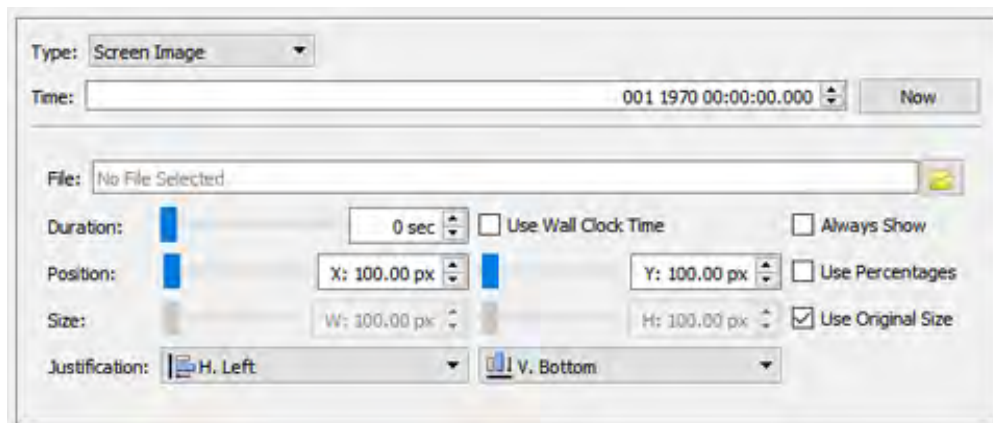 Type: Screen Image
Time: 001 1970 00:00:00.000 Now
File: No File Selected
Duration: 0 sec Use Wall Clock Time Always Show
Position: X: 100.00 px Y: 100.00 px Use Percentages
Size: W: 100.00 px H: 100.00 px Use Original Size
Justification: H. Left V. Bottom